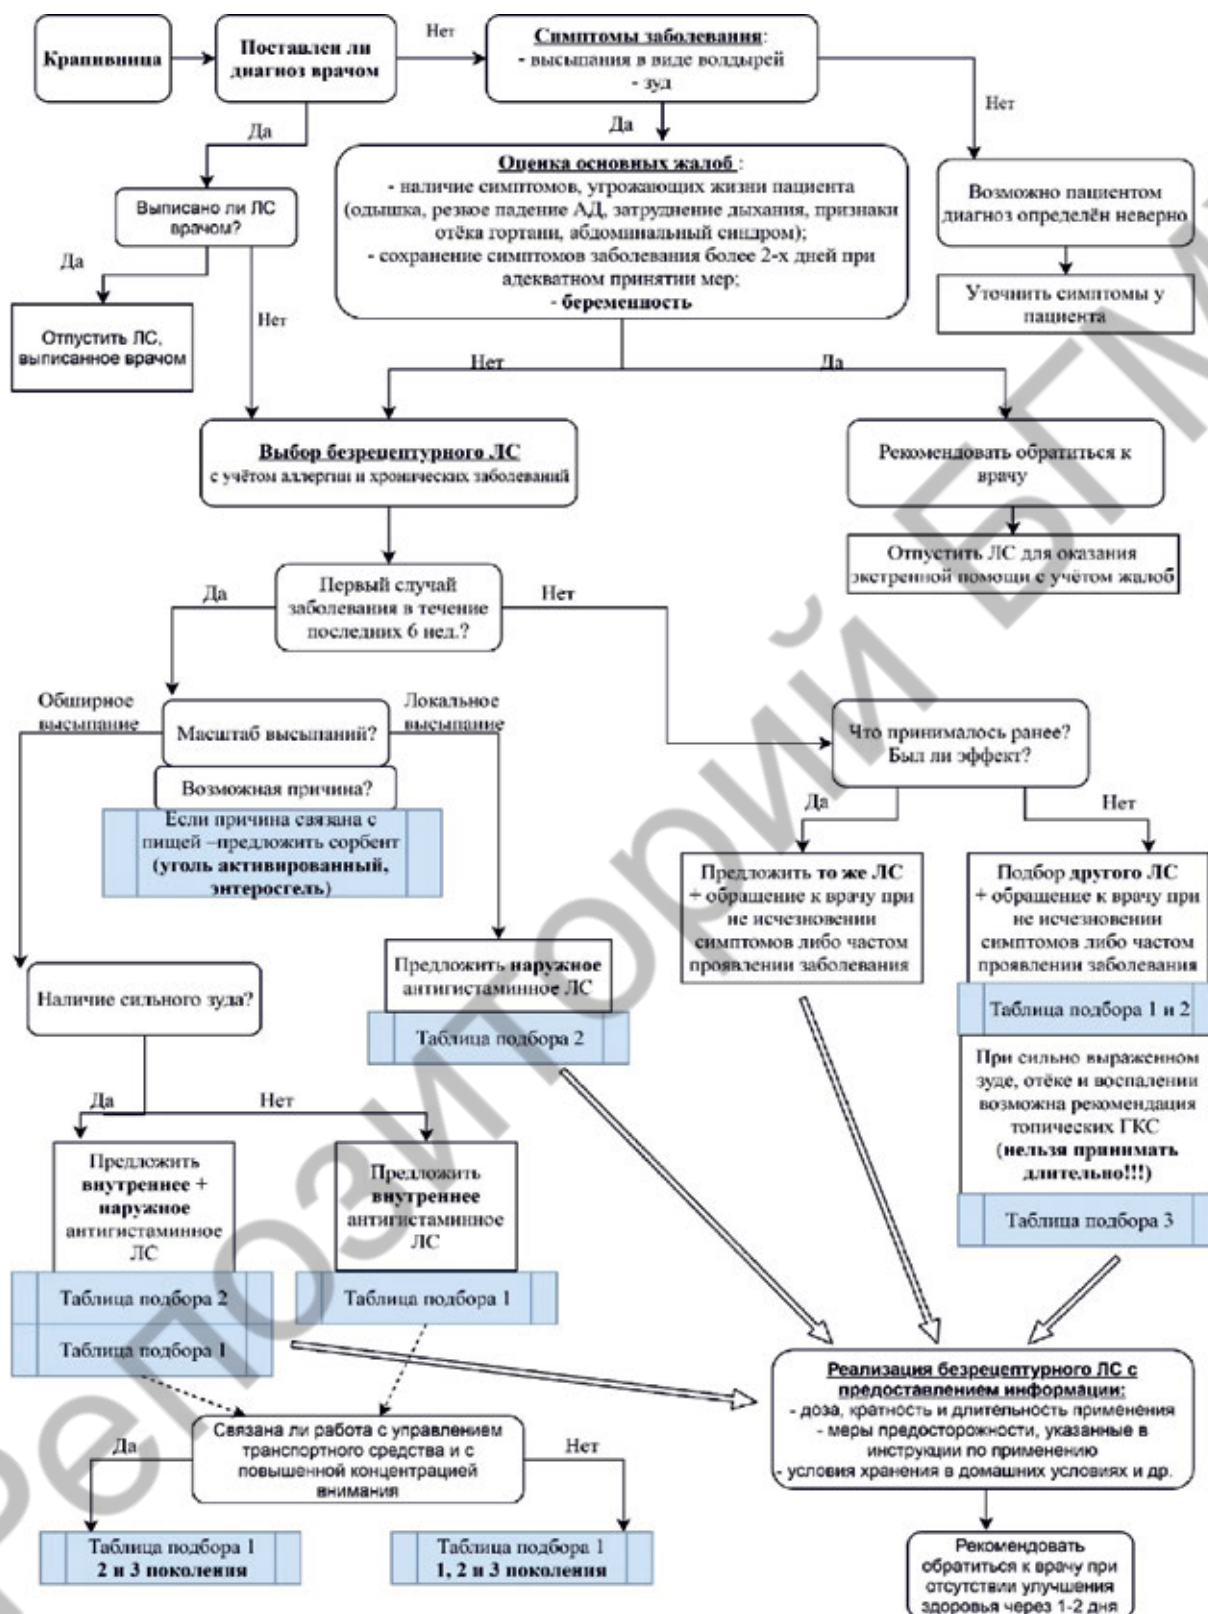 Крапивница
Поставлен ли
диагноз врачом
Нет
Симптомы заболевания:
- высыпания в виде волдырей
- зуд
Нет
Да
Да
Выписано ли ЛС
врачом?
Оценка основных жалоб :
- наличие симптомов, угрожающих жизни пациента
(одышка, резкое падение АД, затруднение дыхания, признаки
отёка гортани, абдоминальный синдром);
- сохранение симптомов заболевания более 2-х дней при
адекватном принятии мер;
- беременность
Возможно пациентом
диагноз определён неверно
Уточнить симптомы у
пациента
Да
Нет
Отпустить ЛС,
выписанное врачом
Нет
Да
Выбор безрецептурного ЛС
с учётом аллергии и хронических заболеваний
Рекомендовать обратиться к
врачу
Отпустить ЛС для оказания
экстренной помощи с учётом жалоб
Да
Первый случай
заболевания в течение
последних 6 нед.?
Нет
Обширное
высыпание
Масштаб высыпаний?
Локальное
высыпание
Возможная причина?
Если причина связана с
пищей –предложить сорбент
(уголь активированный,
энтеросгель)
Что принималось ранее?
Был ли эффект?
Да
Нет
Предложить то же ЛС
+ обращение к врачу при
не исчезновении
симптомов либо частом
проявлении заболевания
Подбор другого ЛС
+ обращение к врачу при
не исчезновении
симптомов либо частом
проявлении заболевания
Таблица подбора 1 и 2
При сильно выраженном
зуде, отёке и воспалении
возможна рекомендация
топических ГКС
(нельзя принимать
длительно!!!)
Таблица подбора 3
Наличие сильного зуда?
Предложить наружное
антигистаминное ЛС
Таблица подбора 2
Да
Нет
Предложить
внутреннее +
наружное
антигистаминное
ЛС
Таблица подбора 2
Таблица подбора 1
Предложить
внутреннее
антигистаминное
ЛС
Таблица подбора 1
Связана ли работа с управлением
транспортного средства и с
повышенной концентрацией
внимания
Да
Нет
Таблица подбора 1
2 и 3 поколения
Таблица подбора 1
1, 2 и 3 поколения
Реализация безрецептурного ЛС с
предоставлением информации:
- доза, кратность и длительность применения
- меры предосторожности, указанные в
инструкции по применению
- условия хранения в домашних условиях и др.
Рекомендовать
обратиться к врачу при
отсутствии улучшения
здоровья через 1-2 дня
Репозиторий БГМ